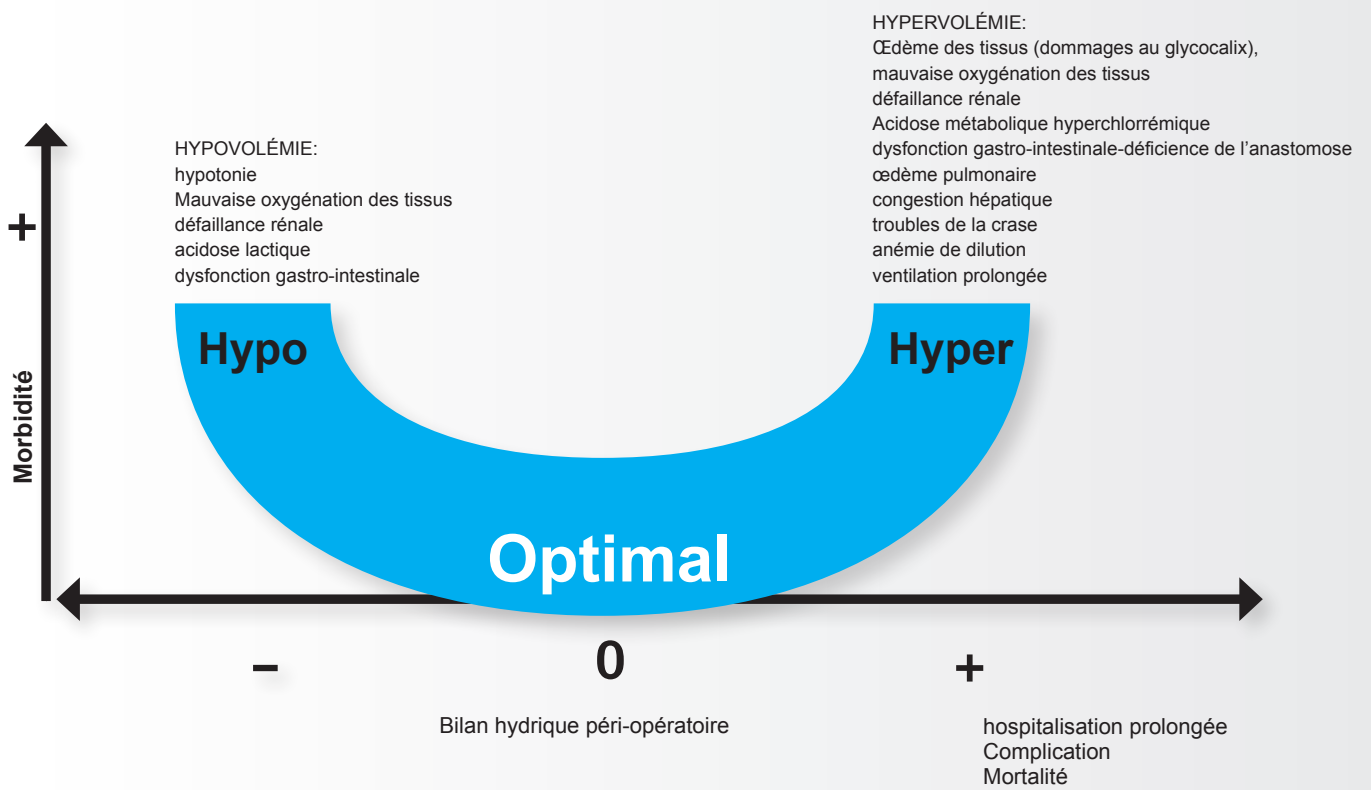 HYPERVOLÉMIE:
Œdème des tissus (dommages au glycocalix),
mauvaise oxygénation des tissus
défaillance rénale
Acidose métabolique hyperchlorrémique
dysfonction gastro-intestinale-déficience de l'anastomose
œdème pulmonaire
congestion hépatique
troubles de la crase
anémie de dilution
ventilation prolongée
HYPOVOLÉMIE:
hypotonie
Mauvaise oxygénation des tissus
défaillance rénale
acidose lactique
dysfonction gastro-intestinale
+
Morbidité
Hypo
Hyper
Optimal
–
0
+
Bilan hydrique péri-opératoire
hospitalisation prolongée
Complication
Mortalité